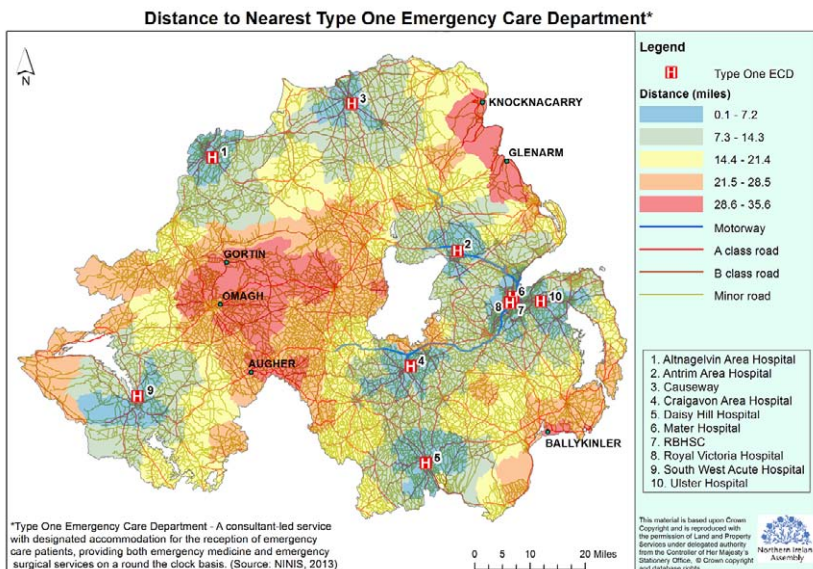 Distance to Nearest Type One Emergency Care Department*
N
KNOCKNACARRY
GLENARM
GORTIN
OMAGH
AUGHER
BALLYKINLER
1
2
3
4
5
6
7
8
9
10
H
H
H
H
H
H
H
H
H
Legend
H Type One ECD
Distance (miles)
0.1 - 7.2
7.3 - 14.3
14.4 - 21.4
21.5 - 28.5
28.6 - 35.6
Motorway
A class road
B class road
Minor road
1. Altnagelvin Area Hospital
2. Antrim Area Hospital
3. Causeway
4. Craigavon Area Hospital
5. Daisy Hill Hospital
6. Mater Hospital
7. RBHSC
8. Royal Victoria Hospital
9. South West Acute Hospital
10. Ulster Hospital
*Type One Emergency Care Department - A consultant-led service
with designated accommodation for the reception of emergency
care patients, providing both emergency medicine and emergency
surgical services on a round the clock basis. (Source: NINIS, 2013)
0 5 10 20 Miles
This material is based upon Crown
Copyright and is reproduced with
the permission of Land and Property
Services under delegated authority
from the Controller of Her Majesty's
Stationery Office, © Crown copyright
and database rights
Northern Ireland
Assembly